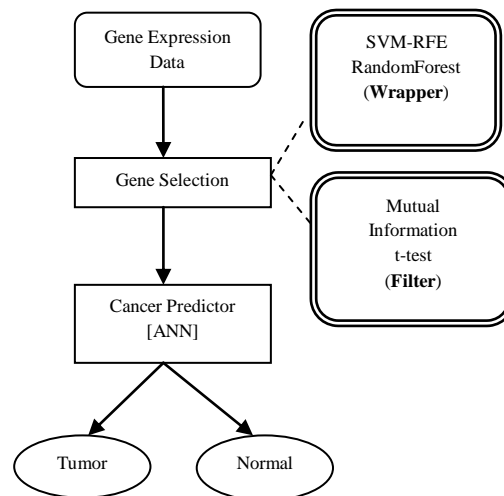 Gene Expression
Data
SVM-RFE
RandomForest
(Wrapper)
Gene Selection
Mutual
Information
t-test
(Filter)
Cancer Predictor
[ANN]
Tumor
Normal